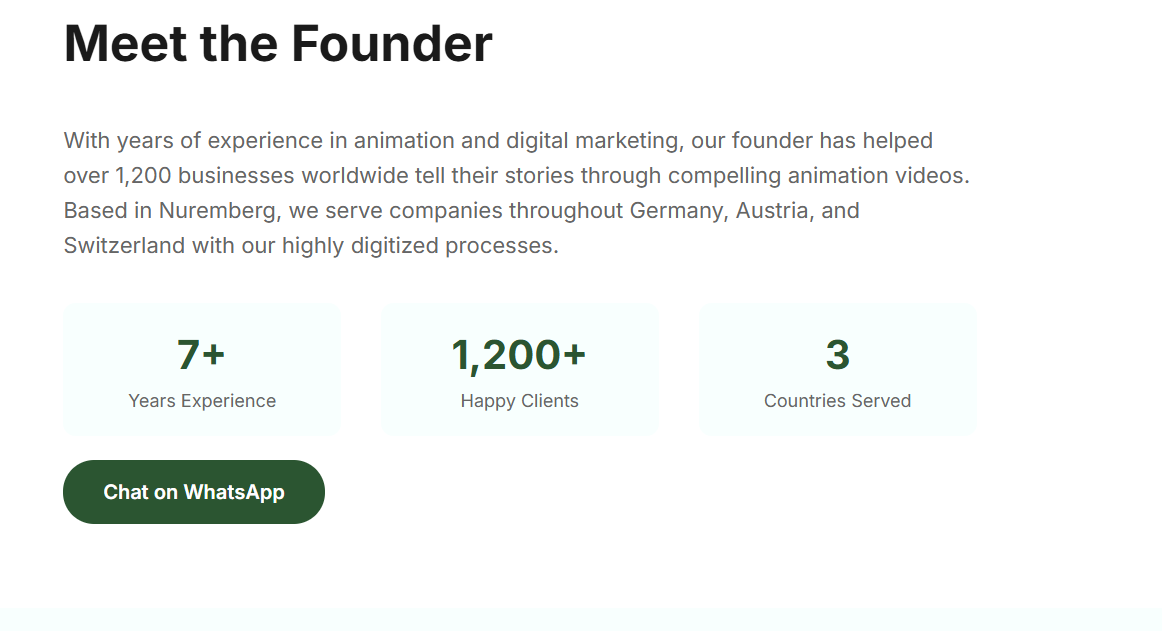 Meet the Founder
With years of experience in animation and digital marketing, our founder has helped
over 1,200 businesses worldwide tell their stories through compelling animation videos.
Based in Nuremberg, we serve companies throughout Germany, Austria, and
Switzerland with our highly digitized processes.
7+
Years Experience
1,200+
Happy Clients
3
Countries Served
Chat on WhatsApp